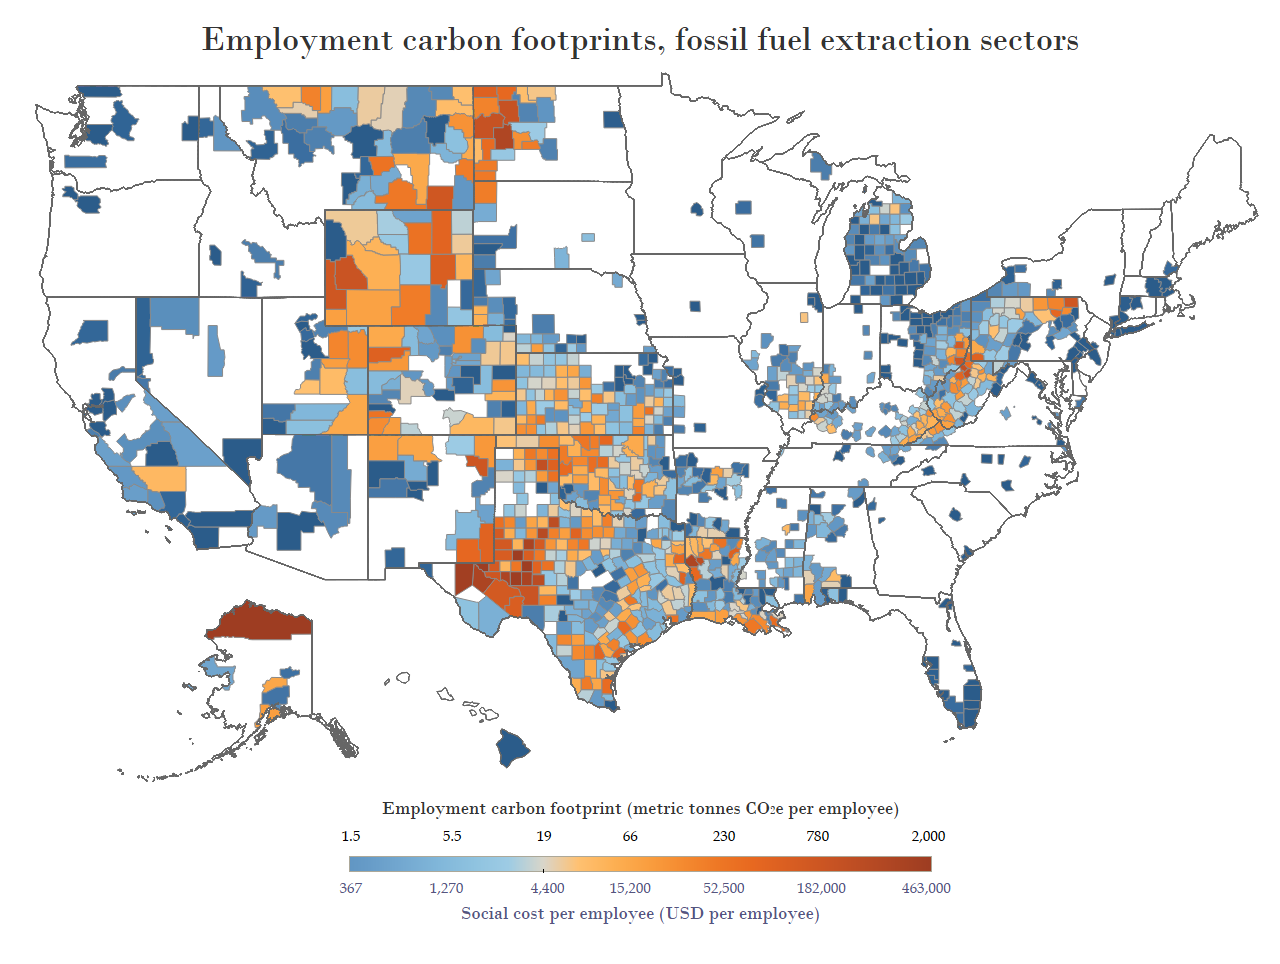 Employment carbon footprints, fossil fuel extraction sectors
Employment carbon footprint (metric tonnes CO₂e per employee)
1.5 5.5 19 66 230 780 2,000
367 1,270 4,400 15,200 52,500 182,000 463,000
Social cost per employee (USD per employee)